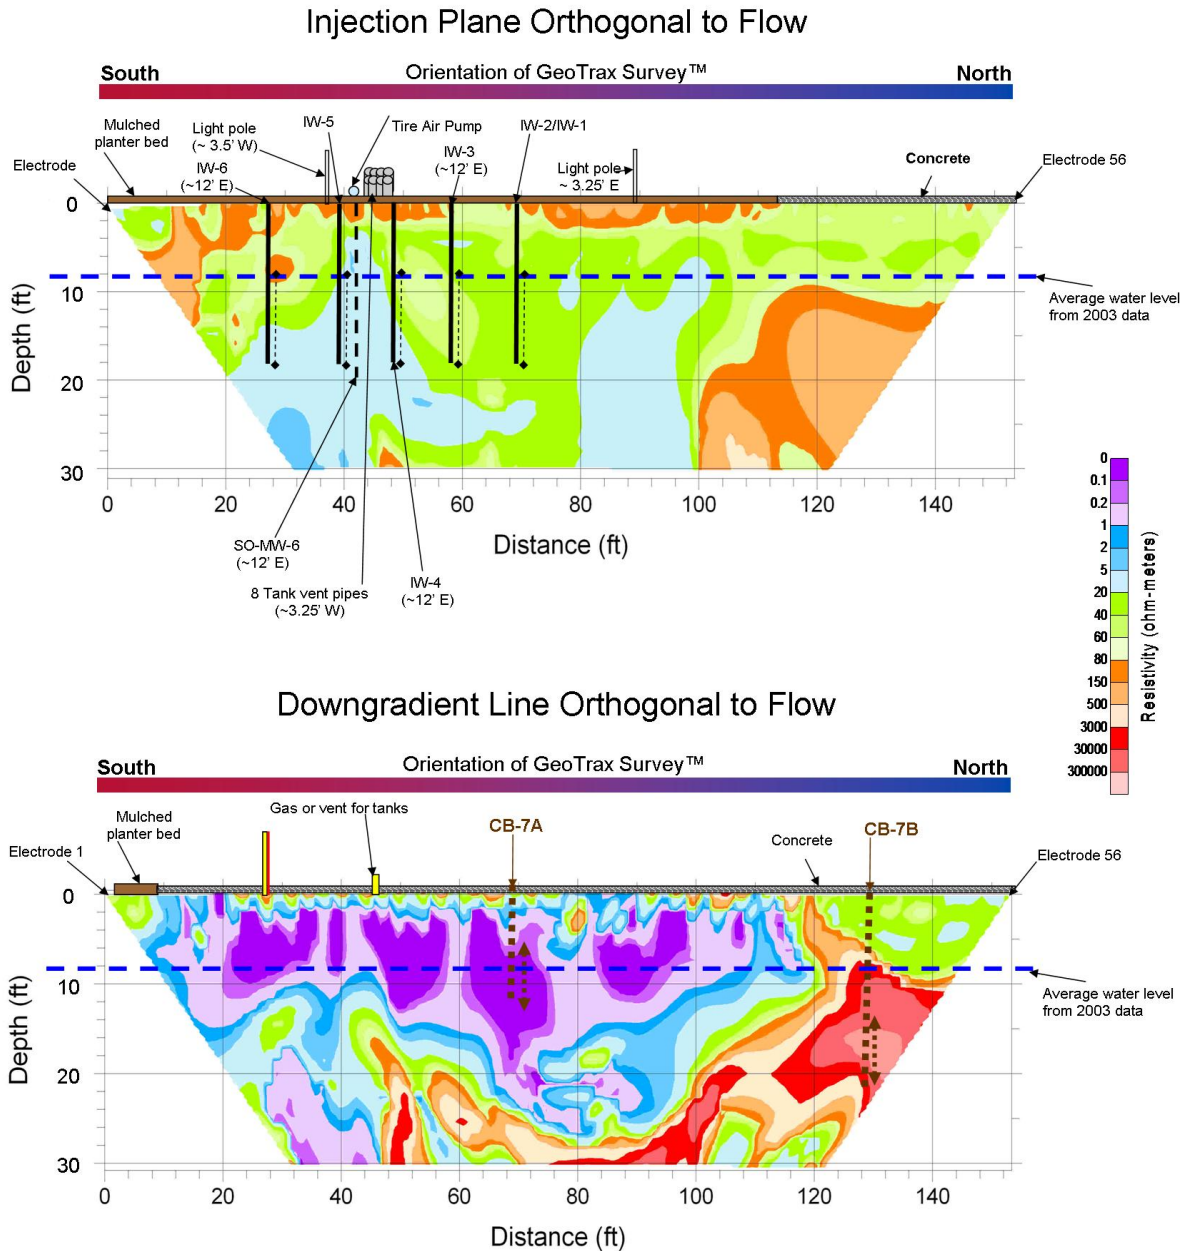 Injection Plane Orthogonal to Flow
South
Orientation of GeoTrax Survey™
North
Mulched
planter bed
Light pole
(~ 3.5' W)
IW-5
Tire Air Pump
IW-2/IW-1
Electrode
IW-6
(~12' E)
IW-3
(~12' E)
Light pole
~ 3.25' E
Concrete
Electrode 56
0
10
20
30
Depth (ft)
Average water level
from 2003 data
0 20 40 60 80 100 120 140
Distance (ft)
SO-MW-6
(~12' E)
8 Tank vent pipes
(~3.25' W)
IW-4
(~12' E)
0
0.1
0.2
1
2
5
20
40
60
80
150
500
3000
30000
300000
Resistivity (ohm-meters)
Downgradient Line Orthogonal to Flow
South
Orientation of GeoTrax Survey™
North
Mulched
planter bed
Gas or vent for tanks
CB-7A
Concrete
CB-7B
Electrode 1
Electrode 56
0
10
20
30
Depth (ft)
Average water level
from 2003 data
0 20 40 60 80 100 120 140
Distance (ft)